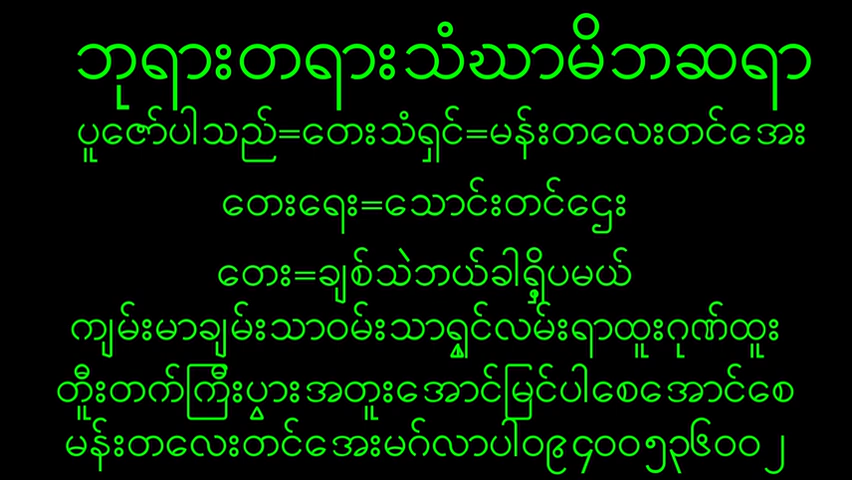 ဘုရားတရားသံဃာမိဘဆရာ
ပူဇော်ပါသည်=တေးသံရှင်=မန်းတလေးတင်အေး
တေးရေး=သောင်းတင်ဌေး
တေး=ချစ်သဲဘယ်ခါရှိပမယ်
ကျမ်းမာချမ်းသာဝမ်းသာရွှင်လမ်းရာထူးဂုဏ်ထူး
တိူးတက်ကြီးပွားအတူးအောင်မြင်ပါစေအောင်စေ
မန်းတလေးတင်အေးမဂ်လာပါ၀၉၄၀၀၅၃၆၀၀၂